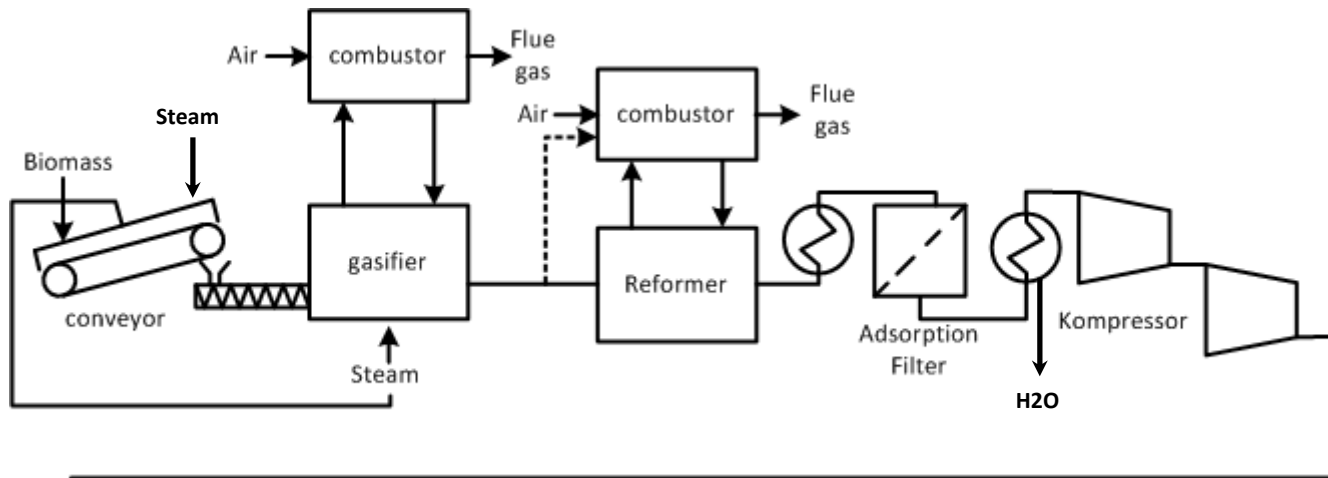 Air
combustor
Flue
gas
Air
combustor
Flue
gas
Steam
Biomass
conveyor
gasifier
Steam
Reformer
Adsorption
Filter
Kompressor
H2O